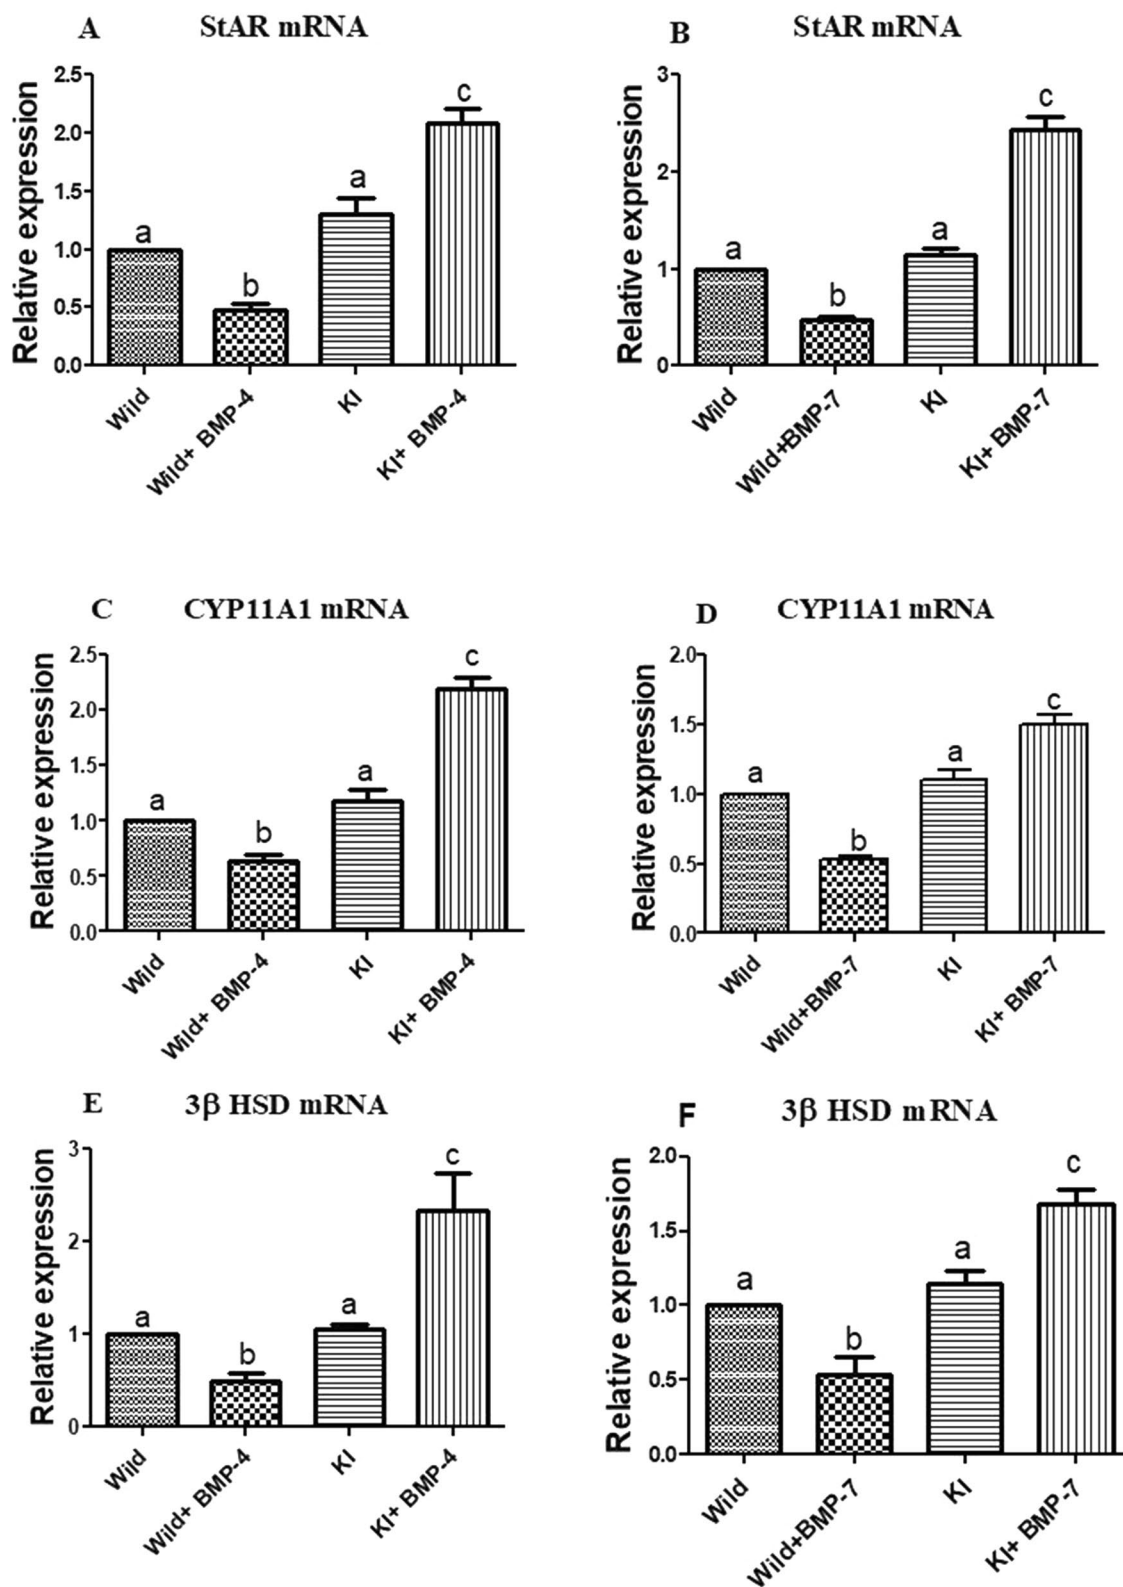 A StAR mRNA
Relative expression
2.5
2.0
1.5
1.0
0.5
0.0
a
b
a
c
Wild
Wild+ BMP-4
KI
KI+ BMP-4
B StAR mRNA
Relative expression
3
2
1
0
a
b
a
c
Wild
Wild+BMP-7
KI
KI+ BMP-7
C CYP11A1 mRNA
Relative expression
2.5
2.0
1.5
1.0
0.5
0.0
a
b
a
c
Wild
Wild+ BMP-4
KI
KI+ BMP-4
D CYP11A1 mRNA
Relative expression
2.0
1.5
1.0
0.5
0.0
a
b
a
c
Wild
Wild+BMP-7
KI
KI+ BMP-7
E 3β HSD mRNA
Relative expression
3
2
1
0
a
b
a
c
Wild
Wild+ BMP-4
KI
KI+ BMP-4
F 3β HSD mRNA
Relative expression
2.0
1.5
1.0
0.5
0.0
a
b
a
c
Wild
Wild+BMP-7
KI
KI+ BMP-7